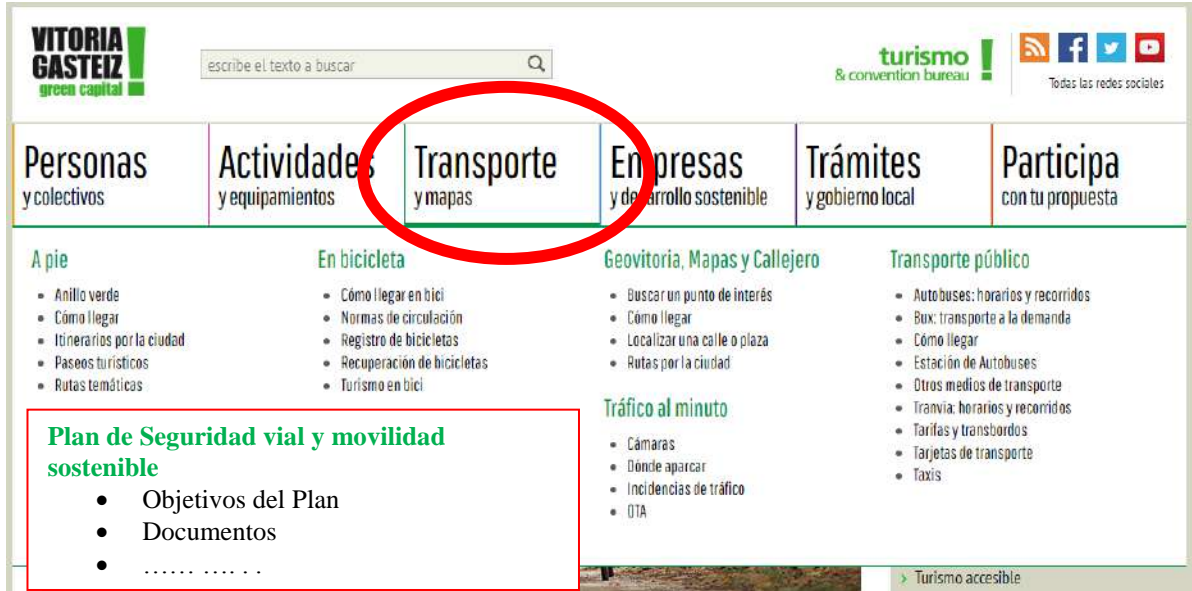 VITORIA
GASTEIZ
green capital
escribe el texto a buscar
turismo
& convention bureau
Todas las redes sociales
Personas
y colectivos
Actividades
y equipamientos
Transporte
y mapas
Empresas
y desarrollo sostenible
Trámites
y gobierno local
Participa
con tu propuesta
A pie
• Anillo verde
• Cómo llegar
• Itinerarios por la ciudad
• Paseos turísticos
• Rutas temáticas
En bicicleta
• Cómo llegar en bici
• Normas de circulación
• Registro de bicicletas
• Recuperación de bicicletas
• Turismo en bici
Geovitoria, Mapas y Callejero
• Buscar un punto de interés
• Cómo llegar
• Localizar una calle o plaza
• Rutas por la ciudad
Tráfico al minuto
• Cámaras
• Dónde aparcar
• Incidencias de tráfico
• OTA
Transporte público
• Autobuses: horarios y recorridos
• Bux: transporte a la demanda
• Cómo llegar
• Estación de Autobuses
• Otros medios de transporte
• Tranvia: horarios y recorridos
• Tarifas y transbordos
• Tarjetas de transporte
• Taxis
Plan de Seguridad vial y movilidad
sostenible
• Objetivos del Plan
• Documentos
• …… …. . .
> Turismo accesible